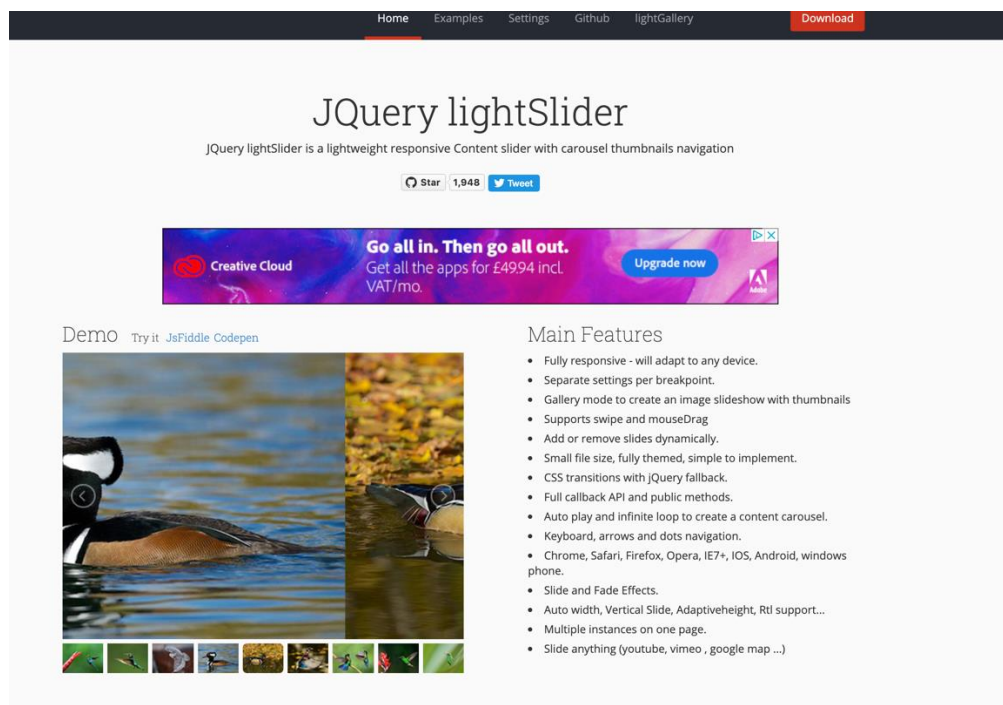 Home Examples Settings Github lightGallery Download
JQuery lightSlider
JQuery lightSlider is a lightweight responsive Content slider with carousel thumbnails navigation
Star 1,948 Tweet
Creative Cloud
Go all in. Then go all out.
Get all the apps for £49.94 incl.
VAT/mo.
Upgrade now
Adobe
Demo Try it JsFiddle Codepen
Main Features
Fully responsive - will adapt to any device.
Separate settings per breakpoint.
Gallery mode to create an image slideshow with thumbnails
Supports swipe and mouseDrag
Add or remove slides dynamically.
Small file size, fully themed, simple to implement.
CSS transitions with jQuery fallback.
Full callback API and public methods.
Auto play and infinite loop to create a content carousel.
Keyboard, arrows and dots navigation.
Chrome, Safari, Firefox, Opera, IE7+, IOS, Android, windows
phone.
Slide and Fade Effects.
Auto width, Vertical Slide, Adaptiveheight, Rtl support...
Multiple instances on one page.
Slide anything (youtube, vimeo , google map ...)